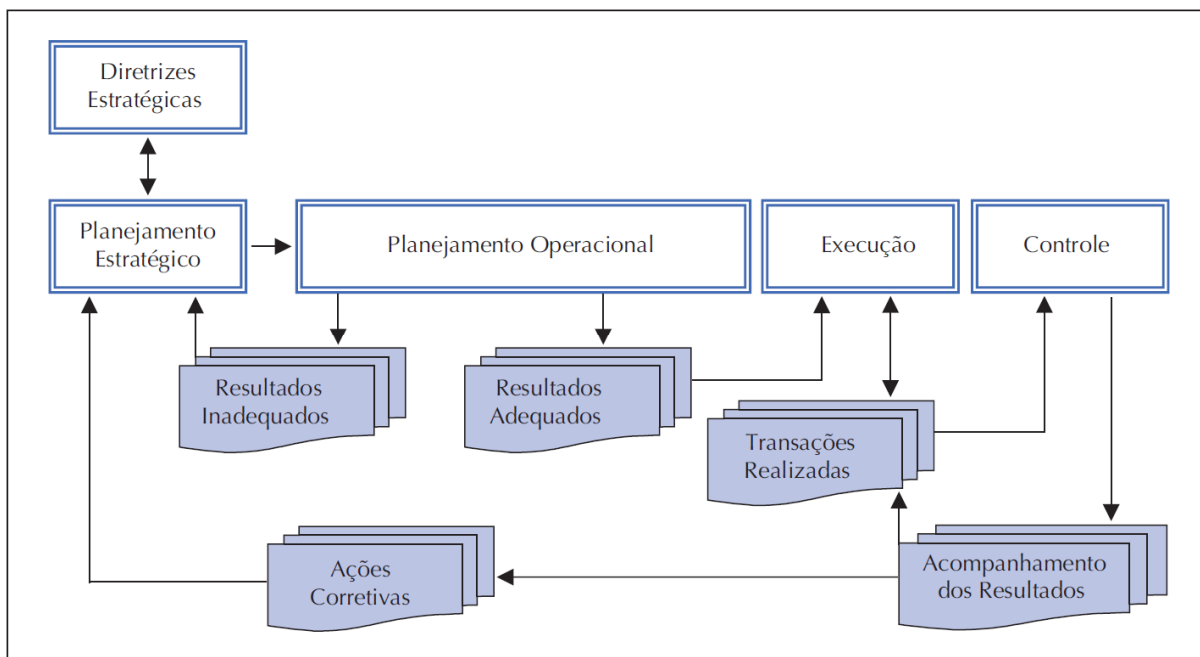 Diretrizes
Estratégicas
Planejamento
Estratégico
Planejamento Operacional
Execução
Controle
Resultados
Inadequados
Resultados
Adequados
Transações
Realizadas
Ações
Corretivas
Acompanhamento
dos Resultados